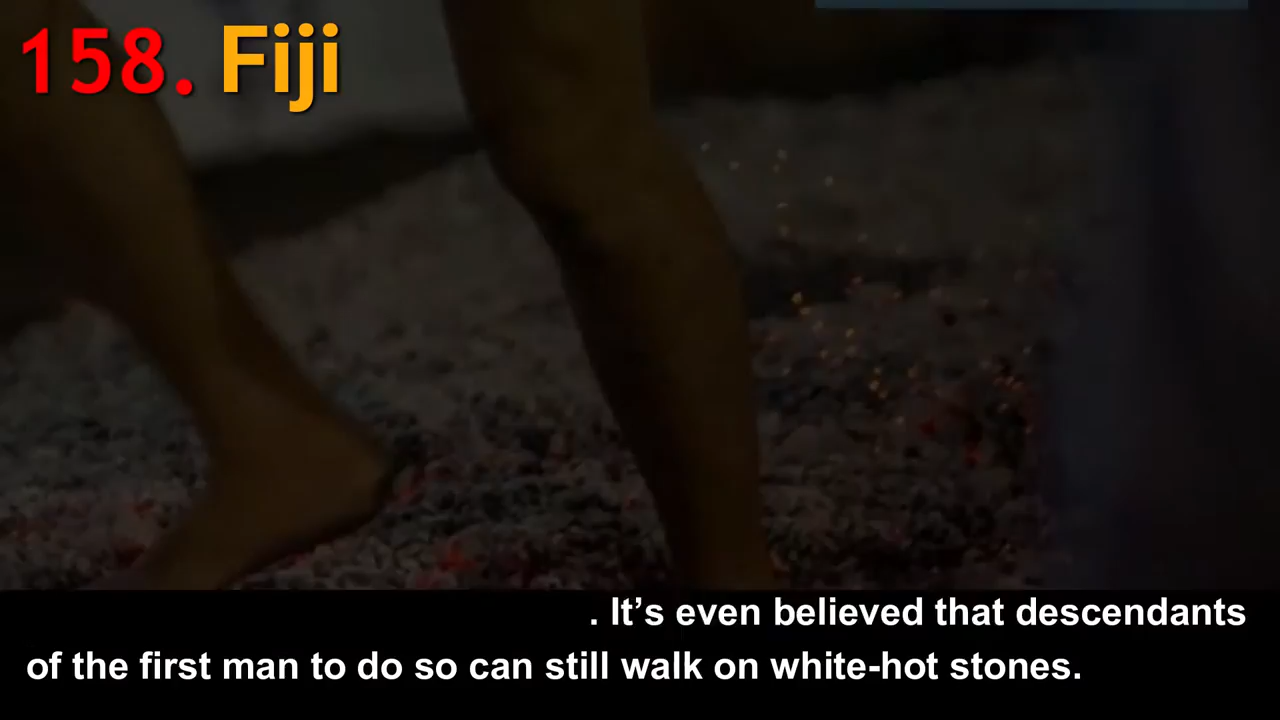 158. Fiji
. It’s even believed that descendants
of the first man to do so can still walk on white-hot stones.